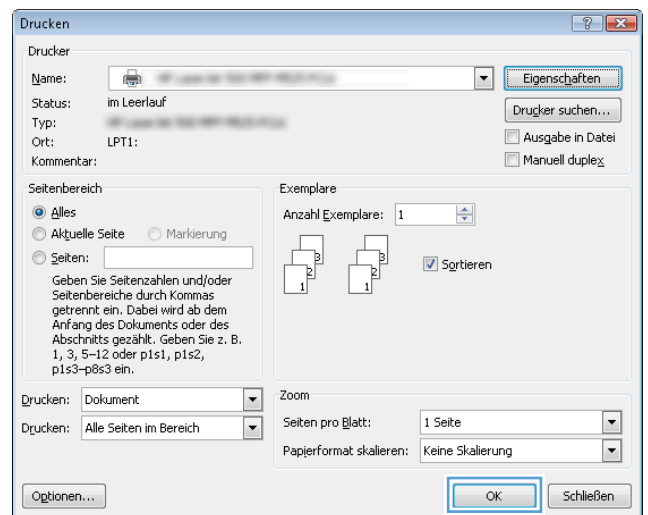 Drucken
Drucker
Name:
Eigenschaften
Status: im Leerlauf
Drucker suchen...
Typ:
Ort: LPT1:
Ausgabe in Datei
Kommentar:
Manuell duplex
Seitenbereich
Alles
Aktuelle Seite Markierung
Seiten:
Geben Sie Seitenzahlen und/oder
Seitenbereiche durch Kommas
getrennt ein. Dabei wird ab dem
Anfang des Dokuments oder des
Abschnitts gezählt. Geben Sie z. B.
1, 3, 5–12 oder p1s1, p1s2,
p1s3–p8s3 ein.
Exemplare
Anzahl Exemplare: 1
3 3
2 2
1 1
Sortieren
Drucken: Dokument
Drucken: Alle Seiten im Bereich
Zoom
Seiten pro Blatt: 1 Seite
Papierformat skalieren: Keine Skalierung
Optionen...
OK
Schließen